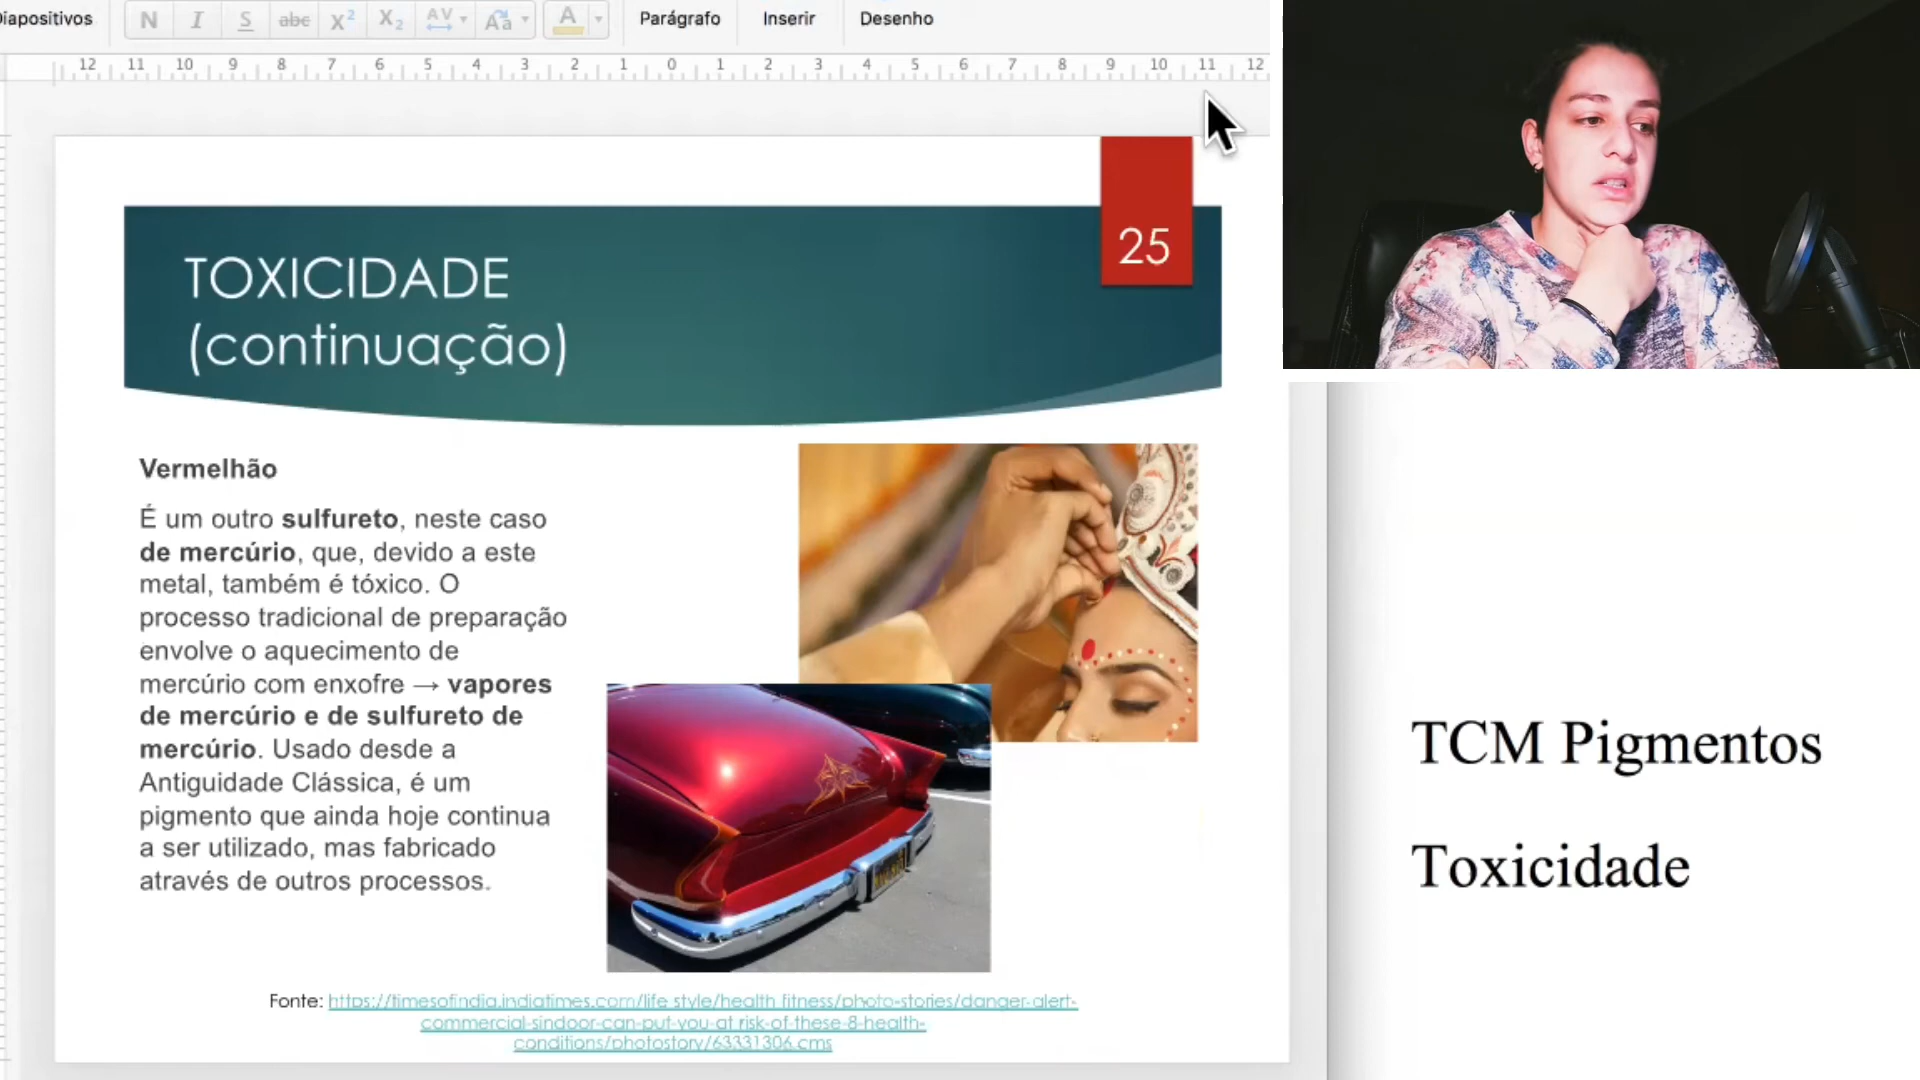 Diapositivos N I S abc X² X₂ AV Aa A Parágrafo Inserir Desenho
12 11 10 9 8 7 6 5 4 3 2 1 0 1 2 3 4 5 6 7 8 9 10 11 12
25
TOXICIDADE
(continuação)
Vermelhão
É um outro sulfureto, neste caso
de mercúrio, que, devido a este
metal, também é tóxico. O
processo tradicional de preparação
envolve o aquecimento de
mercúrio com enxofre → vapores
de mercúrio e de sulfureto de
mercúrio. Usado desde a
Antiguidade Clássica, é um
pigmento que ainda hoje continua
a ser utilizado, mas fabricado
através de outros processos.
Fonte: https://timesofindia.indiatimes.com/life-style/health-fitness/photo-stories/danger-alert-
commercial-sindoor-can-put-you-at-risk-of-these-8-health-
conditions/photostory/63331306.cms
TCM Pigmentos
Toxicidade